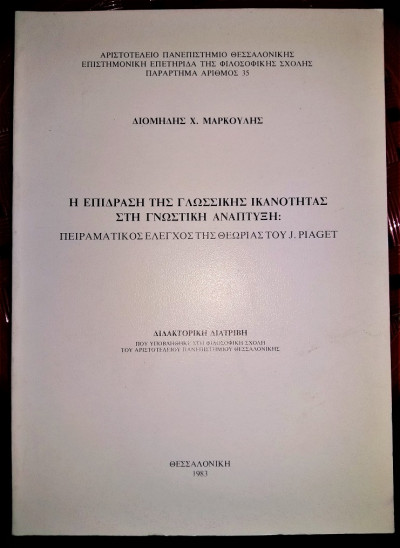 ΑΡΙΣΤΟΤΕΛΕΙΟ ΠΑΝΕΠΙΣΤΗΜΙΟ ΘΕΣΣΑΛΟΝΙΚΗΣ
ΕΠΙΣΤΗΜΟΝΙΚΗ ΕΠΕΤΗΡΙΔΑ ΤΗΣ ΦΙΛΟΣΟΦΙΚΗΣ ΣΧΟΛΗΣ
ΠΑΡΑΡΤΗΜΑ ΑΡΙΘΜΟΣ 35
ΔΙΟΜΗΔΗΣ Χ. ΜΑΡΚΟΥΛΗΣ
Η ΕΠΙΔΡΑΣΗ ΤΗΣ ΓΛΩΣΣΙΚΗΣ ΙΚΑΝΟΤΗΤΑΣ
ΣΤΗ ΓΝΩΣΤΙΚΗ ΑΝΑΠΤΥΞΗ:
ΠΕΙΡΑΜΑΤΙΚΟΣ ΕΛΕΓΧΟΣ ΤΗΣ ΘΕΩΡΙΑΣ ΤΟΥ J. PIAGET
ΔΙΔΑΚΤΟΡΙΚΗ ΔΙΑΤΡΙΒΗ
ΠΟΥ ΥΠΟΒΛΗΘΗΚΕ ΣΤΗ ΦΙΛΟΣΟΦΙΚΗ ΣΧΟΛΗ
ΤΟΥ ΑΡΙΣΤΟΤΕΛΕΙΟΥ ΠΑΝΕΠΙΣΤΗΜΙΟΥ ΘΕΣΣΑΛΟΝΙΚΗΣ
ΘΕΣΣΑΛΟΝΙΚΗ
1983